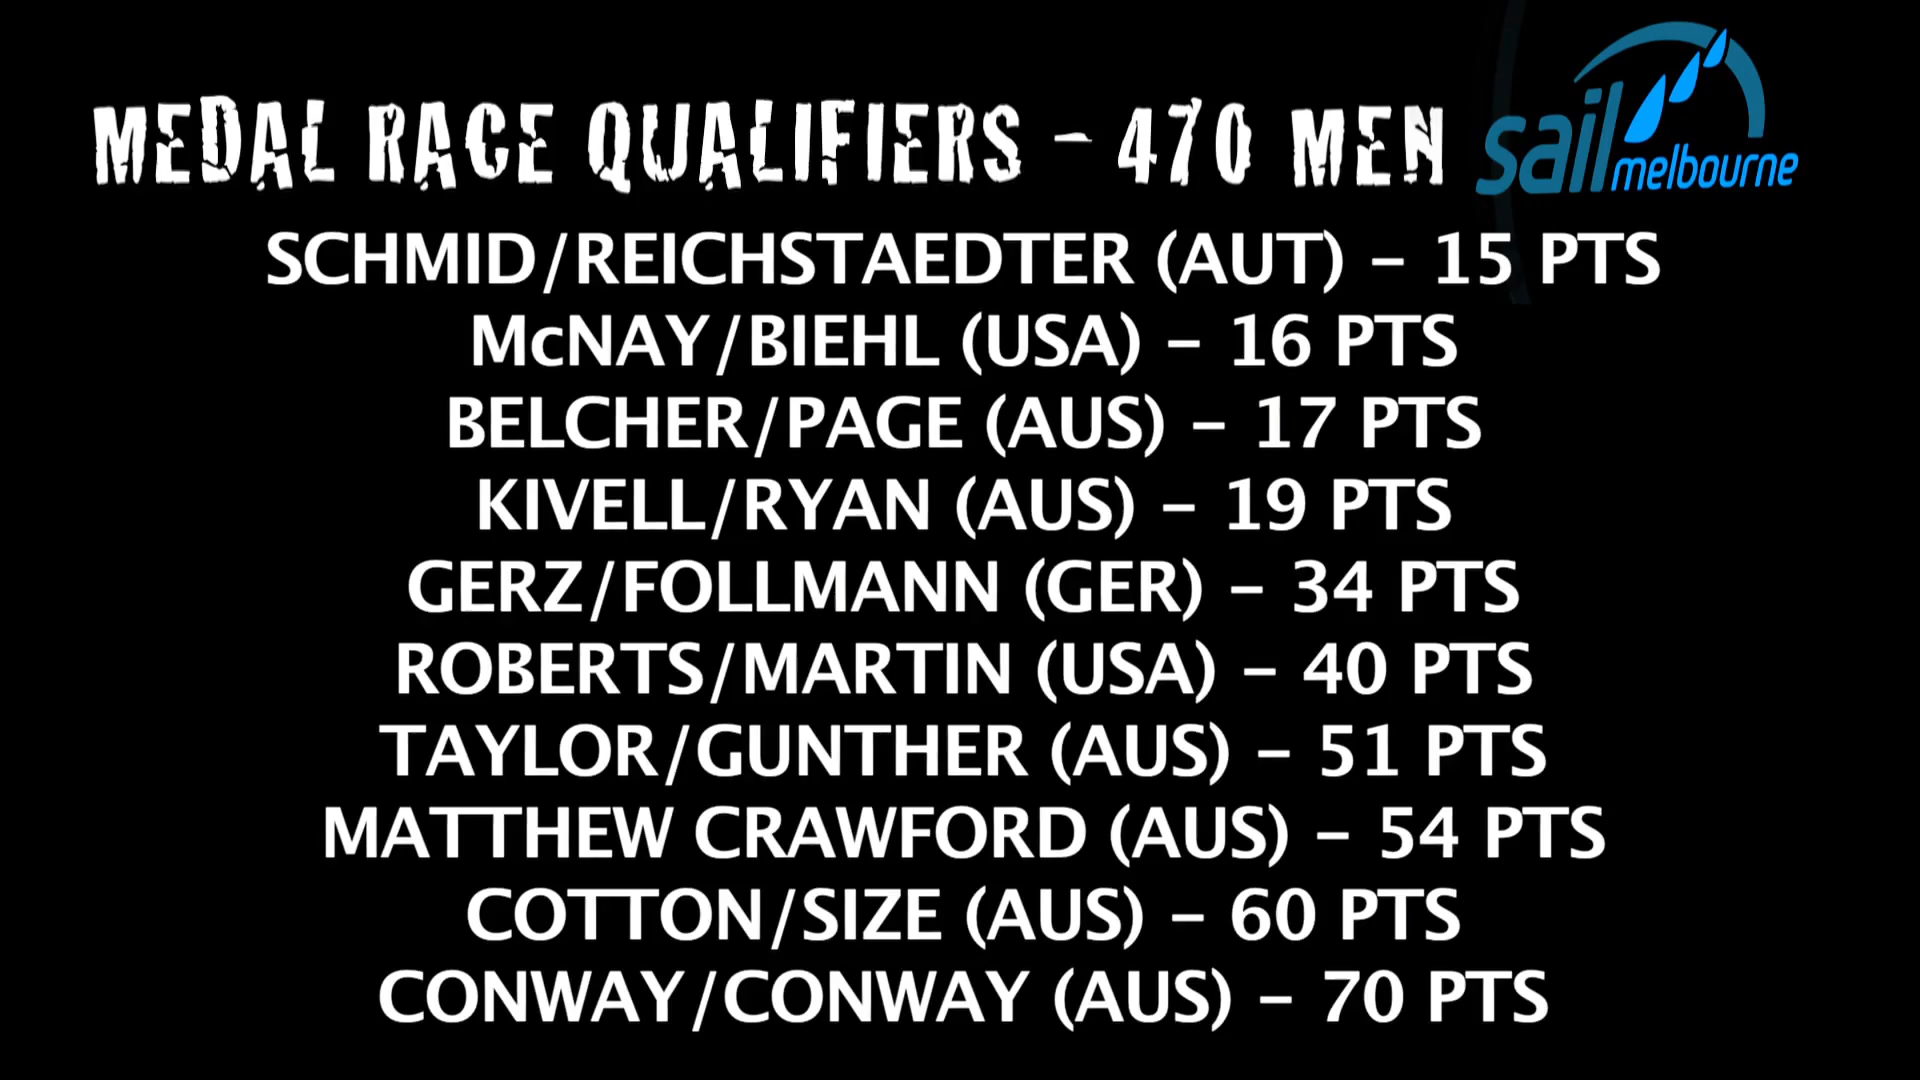 MEDAL RACE QUALIFIERS - 470 MEN
sail melbourne
SCHMID/REICHSTAEDTER (AUT) – 15 PTS
McNAY/BIEHL (USA) – 16 PTS
BELCHER/PAGE (AUS) – 17 PTS
KIVELL/RYAN (AUS) – 19 PTS
GERZ/FOLLMANN (GER) – 34 PTS
ROBERTS/MARTIN (USA) – 40 PTS
TAYLOR/GUNTHER (AUS) – 51 PTS
MATTHEW CRAWFORD (AUS) – 54 PTS
COTTON/SIZE (AUS) – 60 PTS
CONWAY/CONWAY (AUS) – 70 PTS